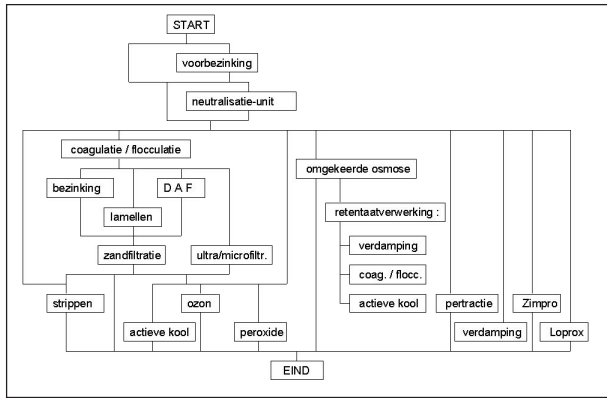 START
voorbezinking
neutralisatie-unit
coagulatie / flocculatie
omgekeerde osmose
bezinking
D A F
lamellen
retentaatverwerking :
zandfiltratie
ultra/microfiltr.
verdamping
coag. / flocc.
strippen
ozon
actieve kool
pertractie
Zimpro
actieve kool
peroxide
verdamping
Loprox
EIND